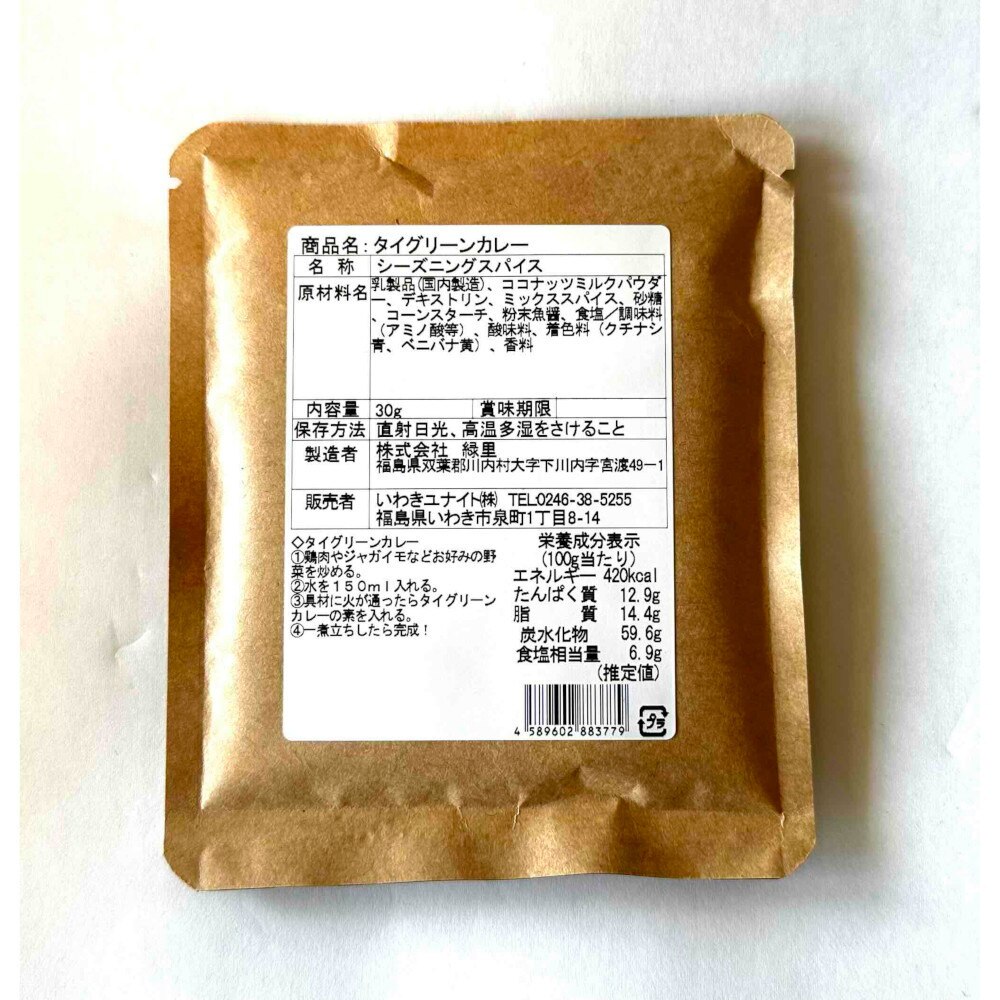 商品名：タイグリーンカレー
名 称 シーズニングスパイス
原材料名 乳製品(国内製造)、ココナッツミルクパウダ
ー、デキストリン、ミックススパイス、砂糖
、コーンスターチ、粉末魚醤、食塩／調味料
（アミノ酸等）、酸味料、着色料（クチナシ
青、ベニバナ黄）、香料
内容量 30g 賞味期限
保存方法 直射日光、高温多湿をさけること
製造者 株式会社 緑里
福島県双葉郡川内村大字下川内字宮渡49−1
販売者 いわきユナイト㈱ TEL0246-38-5255
福島県いわき市泉町1丁目8-14
◇タイグリーンカレー
①鶏肉やジャガイモなどお好みの野
菜を炒める。
②水を１５０ｍｌ入れる。
③具材に火が通ったらタイグリーン
カレーの素を入れる。
④一煮立ちしたら完成！
栄養成分表示
(100g当たり)
エネルギー 420kcal
たんぱく質 12.9g
脂 質 14.4g
炭水化物 59.6g
食塩相当量 6.9g
(推定値)
4 589602 883779
プラ